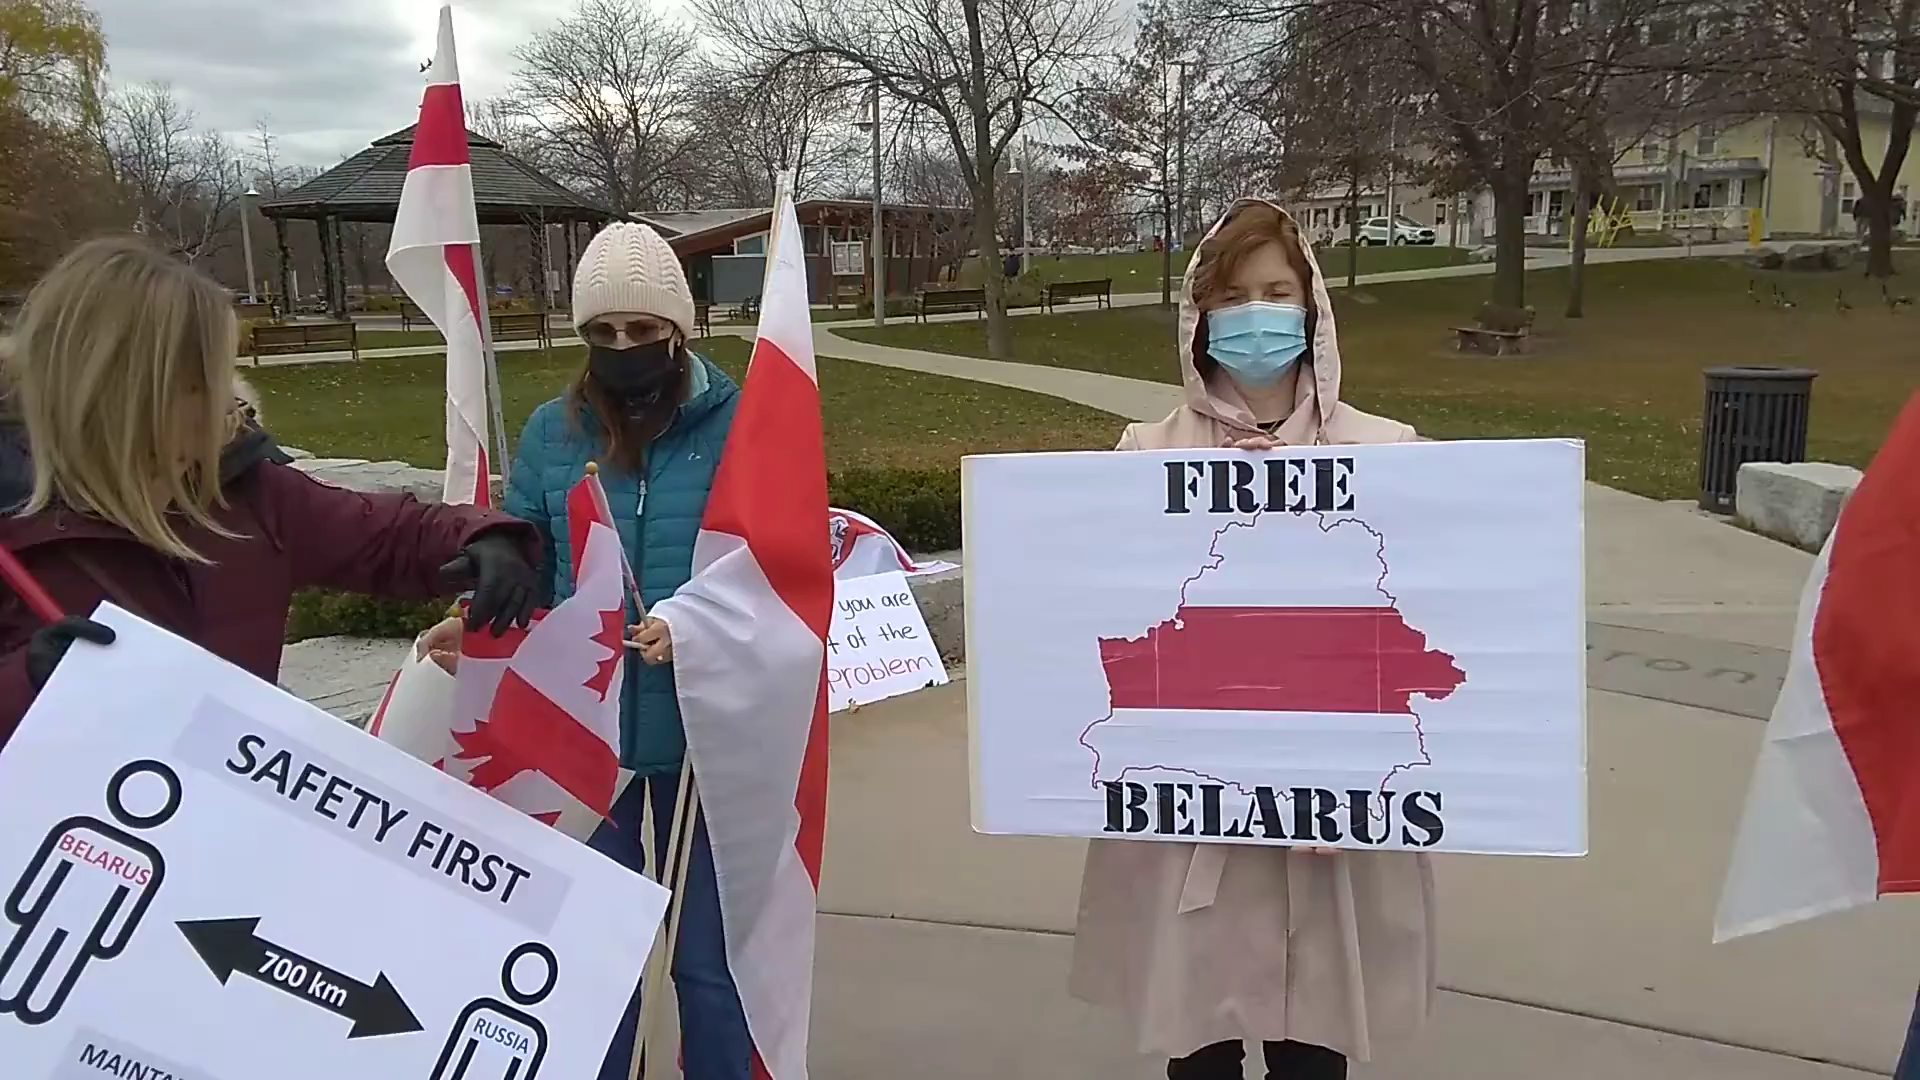 FREE
BELARUS
you are
of the
Problem
SAFETY FIRST
BELARUS
700 km
RUSSIA